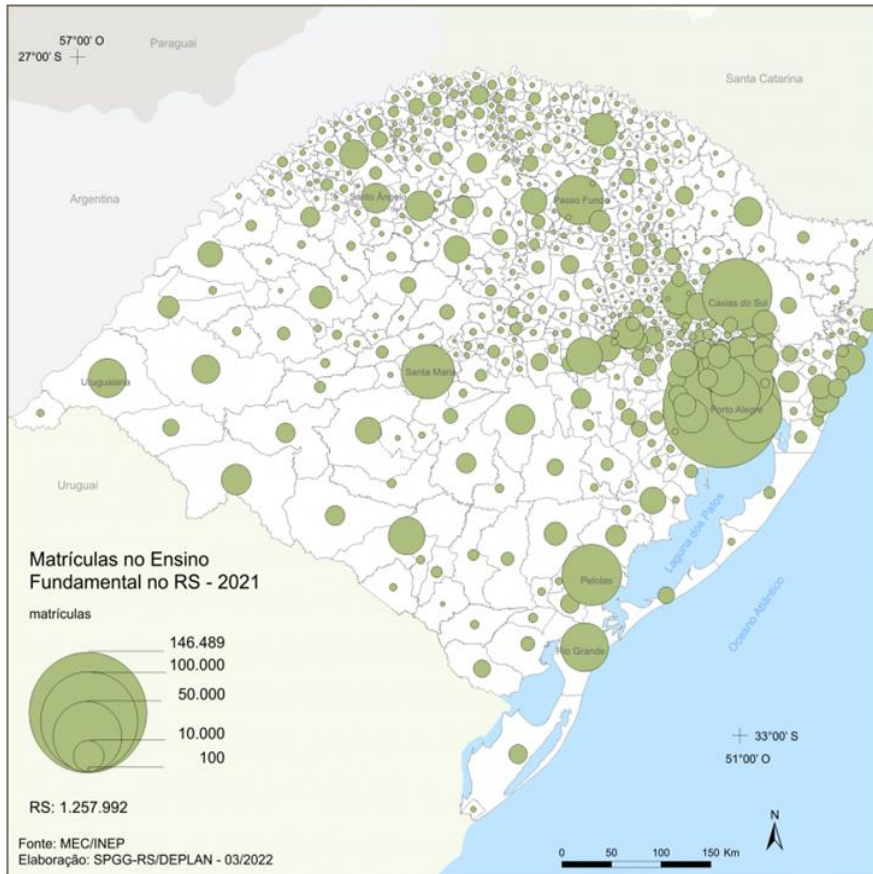 Paraguai
57°00' O
27°00' S
Santa Catarina
Argentina
Santo Ângelo
Passo Fundo
Caxias do Sul
Uruguaiana
Santa Maria
Porto Alegre
Uruguai
Laguna dos Patos
Pelotas
Oceano Atlântico
Rio Grande
Matrículas no Ensino
Fundamental no RS - 2021
matrículas
146.489
100.000
50.000
10.000
100
RS: 1.257.992
33°00' S
51°00' O
N
Fonte: MEC/INEP
Elaboração: SPGG-RS/DEPLAN - 03/2022
0 50 100 150 Km